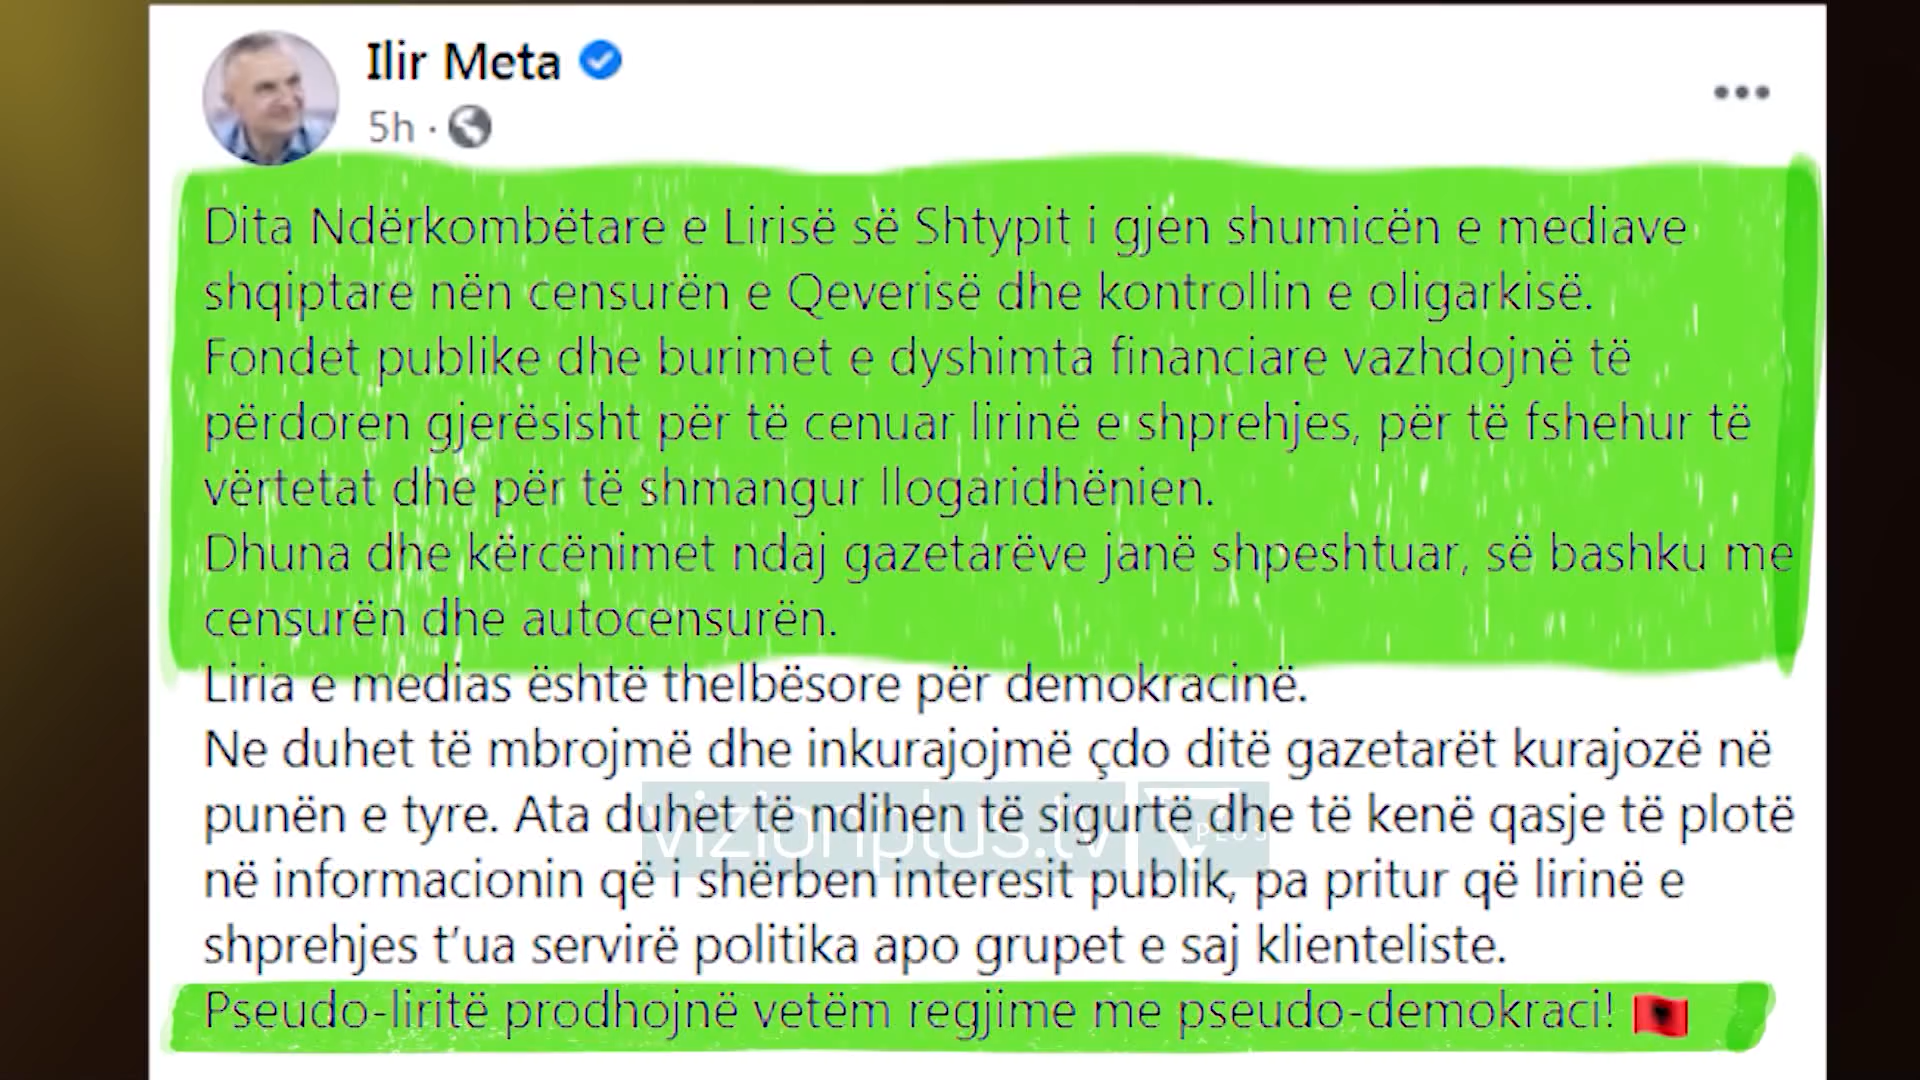 Ilir Meta
5h ·
Dita Ndërkombëtare e Lirisë së Shtypit i gjen shumicën e mediave
shqiptare nën censurën e Qeverisë dhe kontrollin e oligarkisë.
Fondet publike dhe burimet e dyshimta financiare vazhdojnë të
përdoren gjerësisht për të cenuar lirinë e shprehjes, për të fshehur të
vërtetat dhe për të shmangur llogaridhënien.
Dhuna dhe kërcënimet ndaj gazetarëve janë shpeshtuar, së bashku me
censurën dhe autocensurën.
Liria e medias është thelbësore për demokracinë.
Ne duhet të mbrojmë dhe inkurajojmë çdo ditë gazetarët kurajozë në
punën e tyre. Ata duhet të ndihen të sigurtë dhe të kenë qasje të plotë
vizionplus.tv PLUS
në informacionin që i shërben interesit publik, pa pritur që lirinë e
shprehjes t’ua servirë politika apo grupet e saj klienteliste.
Pseudo-liritë prodhojnë vetëm regjime me pseudo-demokraci! 🇦🇱